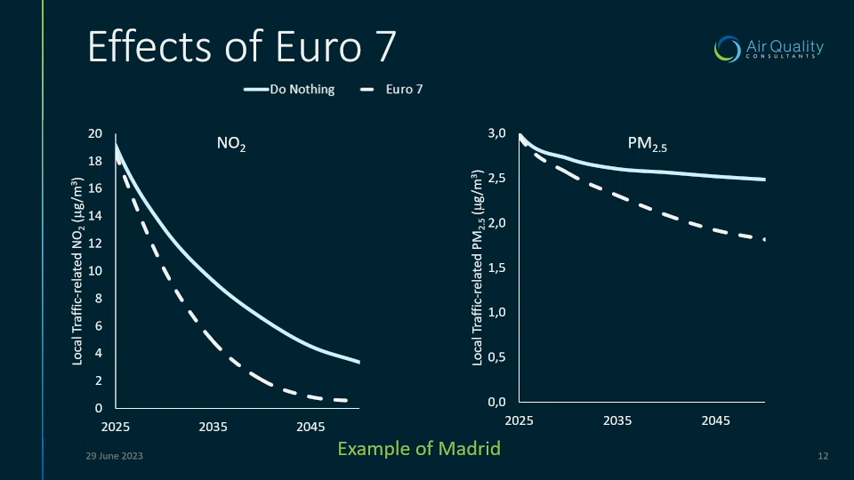 Effects of Euro 7
Air Quality
CONSULTANTS
Do Nothing
Euro 7
NO₂
Local Traffic-related NO₂ (µg/m³)
20
18
16
14
12
10
8
6
4
2
0
2025
2035
2045
PM₂.₅
Local Traffic-related PM₂.₅ (µg/m³)
3,0
2,5
2,0
1,5
1,0
0,5
0,0
2025
2035
2045
Example of Madrid
29 June 2023
12